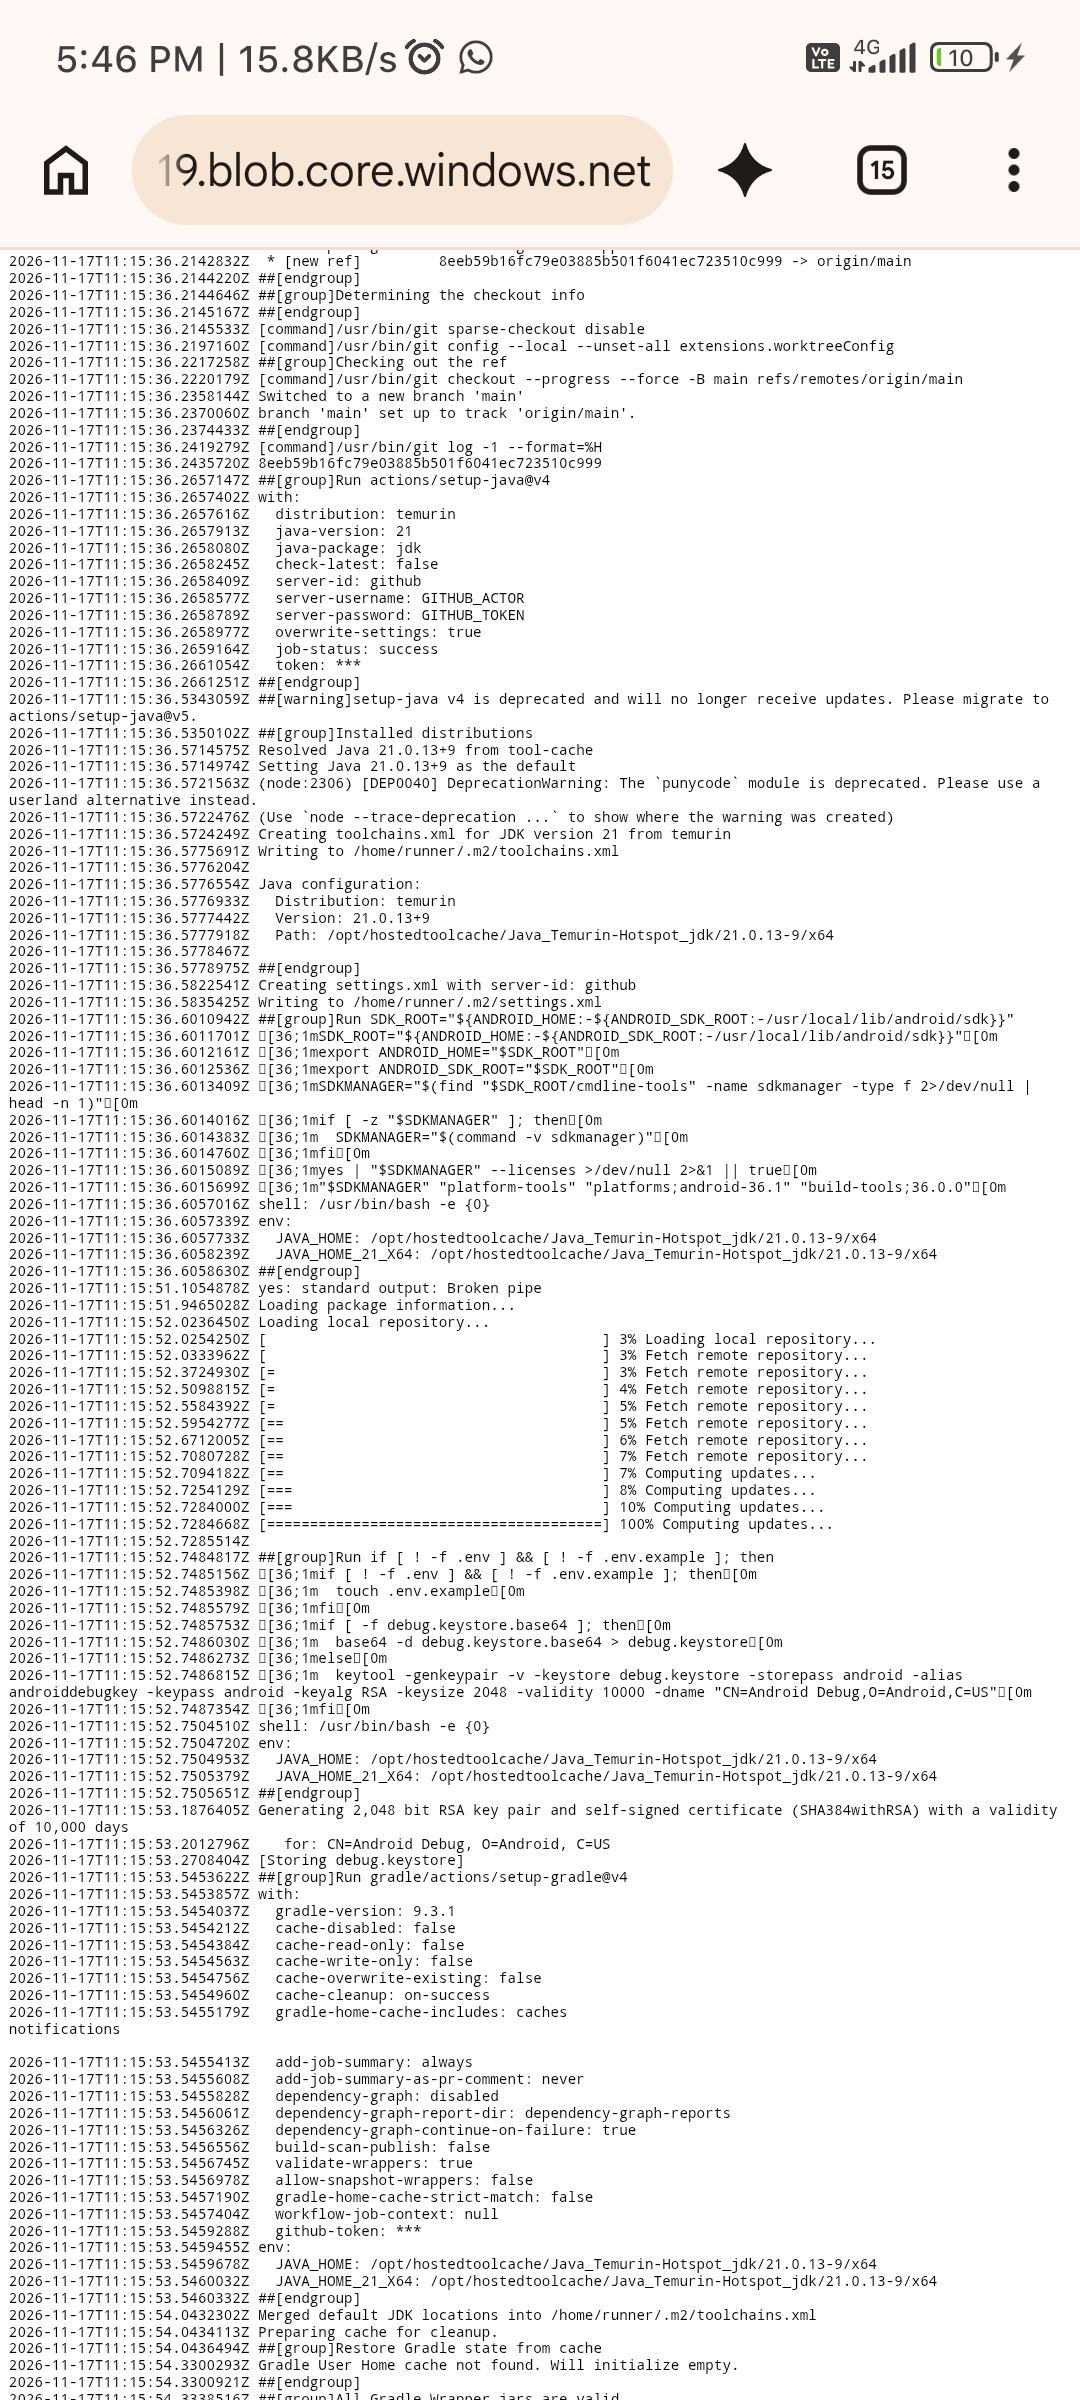 5:46 PM | 15.8KB/s
Vo LTE 4G 10
19.blob.core.windows.net 15
2026-11-17T11:15:36.2142832Z  * [new ref]         8eeb59b16fc79e03885b501f6041ec723510c999 -> origin/main
2026-11-17T11:15:36.2144220Z ##[endgroup]
2026-11-17T11:15:36.2144646Z ##[group]Determining the checkout info
2026-11-17T11:15:36.2145167Z ##[endgroup]
2026-11-17T11:15:36.2145533Z [command]/usr/bin/git sparse-checkout disable
2026-11-17T11:15:36.2197160Z [command]/usr/bin/git config --local --unset-all extensions.worktreeConfig
2026-11-17T11:15:36.2217258Z ##[group]Checking out the ref
2026-11-17T11:15:36.2220179Z [command]/usr/bin/git checkout --progress --force -B main refs/remotes/origin/main
2026-11-17T11:15:36.2358144Z Switched to a new branch 'main'
2026-11-17T11:15:36.2370060Z branch 'main' set up to track 'origin/main'.
2026-11-17T11:15:36.2374433Z ##[endgroup]
2026-11-17T11:15:36.2419279Z [command]/usr/bin/git log -1 --format=%H
2026-11-17T11:15:36.2435720Z 8eeb59b16fc79e03885b501f6041ec723510c999
2026-11-17T11:15:36.2657147Z ##[group]Run actions/setup-java@v4
2026-11-17T11:15:36.2657402Z with:
2026-11-17T11:15:36.2657616Z   distribution: temurin
2026-11-17T11:15:36.2657913Z   java-version: 21
2026-11-17T11:15:36.2658080Z   java-package: jdk
2026-11-17T11:15:36.2658245Z   check-latest: false
2026-11-17T11:15:36.2658409Z   server-id: github
2026-11-17T11:15:36.2658577Z   server-username: GITHUB_ACTOR
2026-11-17T11:15:36.2658789Z   server-password: GITHUB_TOKEN
2026-11-17T11:15:36.2658977Z   overwrite-settings: true
2026-11-17T11:15:36.2659164Z   job-status: success
2026-11-17T11:15:36.2661054Z   token: ***
2026-11-17T11:15:36.2661251Z ##[endgroup]
2026-11-17T11:15:36.5343059Z ##[warning]setup-java v4 is deprecated and will no longer receive updates. Please migrate to
actions/setup-java@v5.
2026-11-17T11:15:36.5350102Z ##[group]Installed distributions
2026-11-17T11:15:36.5714575Z Resolved Java 21.0.13+9 from tool-cache
2026-11-17T11:15:36.5714974Z Setting Java 21.0.13+9 as the default
2026-11-17T11:15:36.5721563Z (node:2306) [DEP0040] DeprecationWarning: The `punycode` module is deprecated. Please use a
userland alternative instead.
2026-11-17T11:15:36.5722476Z (Use `node --trace-deprecation ...` to show where the warning was created)
2026-11-17T11:15:36.5724249Z Creating toolchains.xml for JDK version 21 from temurin
2026-11-17T11:15:36.5775691Z Writing to /home/runner/.m2/toolchains.xml
2026-11-17T11:15:36.5776204Z
2026-11-17T11:15:36.5776554Z Java configuration:
2026-11-17T11:15:36.5776933Z   Distribution: temurin
2026-11-17T11:15:36.5777442Z   Version: 21.0.13+9
2026-11-17T11:15:36.5777918Z   Path: /opt/hostedtoolcache/Java_Temurin-Hotspot_jdk/21.0.13-9/x64
2026-11-17T11:15:36.5778467Z
2026-11-17T11:15:36.5778975Z ##[endgroup]
2026-11-17T11:15:36.5822541Z Creating settings.xml with server-id: github
2026-11-17T11:15:36.5835425Z Writing to /home/runner/.m2/settings.xml
2026-11-17T11:15:36.6010942Z ##[group]Run SDK_ROOT="${ANDROID_HOME:-${ANDROID_SDK_ROOT:-/usr/local/lib/android/sdk}}"
2026-11-17T11:15:36.6011701Z [36;1mSDK_ROOT="${ANDROID_HOME:-${ANDROID_SDK_ROOT:-/usr/local/lib/android/sdk}}"[0m
2026-11-17T11:15:36.6012161Z [36;1mexport ANDROID_HOME="$SDK_ROOT"[0m
2026-11-17T11:15:36.6012536Z [36;1mexport ANDROID_SDK_ROOT="$SDK_ROOT"[0m
2026-11-17T11:15:36.6013409Z [36;1mSDKMANAGER="$(find "$SDK_ROOT/cmdline-tools" -name sdkmanager -type f 2>/dev/null |
head -n 1)"[0m
2026-11-17T11:15:36.6014016Z [36;1mif [ -z "$SDKMANAGER" ]; then[0m
2026-11-17T11:15:36.6014383Z [36;1m  SDKMANAGER="$(command -v sdkmanager)"[0m
2026-11-17T11:15:36.6014760Z [36;1mfi[0m
2026-11-17T11:15:36.6015089Z [36;1myes | "$SDKMANAGER" --licenses >/dev/null 2>&1 || true[0m
2026-11-17T11:15:36.6015699Z [36;1m"$SDKMANAGER" "platform-tools" "platforms;android-36.1" "build-tools;36.0.0"[0m
2026-11-17T11:15:36.6057016Z shell: /usr/bin/bash -e {0}
2026-11-17T11:15:36.6057339Z env:
2026-11-17T11:15:36.6057733Z   JAVA_HOME: /opt/hostedtoolcache/Java_Temurin-Hotspot_jdk/21.0.13-9/x64
2026-11-17T11:15:36.6058239Z   JAVA_HOME_21_X64: /opt/hostedtoolcache/Java_Temurin-Hotspot_jdk/21.0.13-9/x64
2026-11-17T11:15:36.6058630Z ##[endgroup]
2026-11-17T11:15:51.1054878Z yes: standard output: Broken pipe
2026-11-17T11:15:51.9465028Z Loading package information...
2026-11-17T11:15:52.0236450Z Loading local repository...
2026-11-17T11:15:52.0254250Z [                                       ] 3% Loading local repository...
2026-11-17T11:15:52.0333962Z [                                       ] 3% Fetch remote repository...
2026-11-17T11:15:52.3724930Z [=                                      ] 3% Fetch remote repository...
2026-11-17T11:15:52.5098815Z [=                                      ] 4% Fetch remote repository...
2026-11-17T11:15:52.5584392Z [=                                      ] 5% Fetch remote repository...
2026-11-17T11:15:52.5954277Z [==                                     ] 5% Fetch remote repository...
2026-11-17T11:15:52.6712005Z [==                                     ] 6% Fetch remote repository...
2026-11-17T11:15:52.7080728Z [==                                     ] 7% Fetch remote repository...
2026-11-17T11:15:52.7094182Z [==                                     ] 7% Computing updates...
2026-11-17T11:15:52.7254129Z [===                                    ] 8% Computing updates...
2026-11-17T11:15:52.7284000Z [===                                    ] 10% Computing updates...
2026-11-17T11:15:52.7284668Z [=======================================] 100% Computing updates...
2026-11-17T11:15:52.7285514Z
2026-11-17T11:15:52.7484817Z ##[group]Run if [ ! -f .env ] && [ ! -f .env.example ]; then
2026-11-17T11:15:52.7485156Z [36;1mif [ ! -f .env ] && [ ! -f .env.example ]; then[0m
2026-11-17T11:15:52.7485398Z [36;1m  touch .env.example[0m
2026-11-17T11:15:52.7485579Z [36;1mfi[0m
2026-11-17T11:15:52.7485753Z [36;1mif [ -f debug.keystore.base64 ]; then[0m
2026-11-17T11:15:52.7486030Z [36;1m  base64 -d debug.keystore.base64 > debug.keystore[0m
2026-11-17T11:15:52.7486273Z [36;1melse[0m
2026-11-17T11:15:52.7486815Z [36;1m  keytool -genkeypair -v -keystore debug.keystore -storepass android -alias
androiddebugkey -keypass android -keyalg RSA -keysize 2048 -validity 10000 -dname "CN=Android Debug,O=Android,C=US"[0m
2026-11-17T11:15:52.7487354Z [36;1mfi[0m
2026-11-17T11:15:52.7504510Z shell: /usr/bin/bash -e {0}
2026-11-17T11:15:52.7504720Z env:
2026-11-17T11:15:52.7504953Z   JAVA_HOME: /opt/hostedtoolcache/Java_Temurin-Hotspot_jdk/21.0.13-9/x64
2026-11-17T11:15:52.7505379Z   JAVA_HOME_21_X64: /opt/hostedtoolcache/Java_Temurin-Hotspot_jdk/21.0.13-9/x64
2026-11-17T11:15:52.7505651Z ##[endgroup]
2026-11-17T11:15:53.1876405Z Generating 2,048 bit RSA key pair and self-signed certificate (SHA384withRSA) with a validity
of 10,000 days
2026-11-17T11:15:53.2012796Z    for: CN=Android Debug, O=Android, C=US
2026-11-17T11:15:53.2708404Z [Storing debug.keystore]
2026-11-17T11:15:53.5453622Z ##[group]Run gradle/actions/setup-gradle@v4
2026-11-17T11:15:53.5453857Z with:
2026-11-17T11:15:53.5454037Z   gradle-version: 9.3.1
2026-11-17T11:15:53.5454212Z   cache-disabled: false
2026-11-17T11:15:53.5454384Z   cache-read-only: false
2026-11-17T11:15:53.5454563Z   cache-write-only: false
2026-11-17T11:15:53.5454756Z   cache-overwrite-existing: false
2026-11-17T11:15:53.5454960Z   cache-cleanup: on-success
2026-11-17T11:15:53.5455179Z   gradle-home-cache-includes: caches
notifications
2026-11-17T11:15:53.5455413Z   add-job-summary: always
2026-11-17T11:15:53.5455608Z   add-job-summary-as-pr-comment: never
2026-11-17T11:15:53.5455828Z   dependency-graph: disabled
2026-11-17T11:15:53.5456061Z   dependency-graph-report-dir: dependency-graph-reports
2026-11-17T11:15:53.5456326Z   dependency-graph-continue-on-failure: true
2026-11-17T11:15:53.5456556Z   build-scan-publish: false
2026-11-17T11:15:53.5456745Z   validate-wrappers: true
2026-11-17T11:15:53.5456978Z   allow-snapshot-wrappers: false
2026-11-17T11:15:53.5457190Z   gradle-home-cache-strict-match: false
2026-11-17T11:15:53.5457404Z   workflow-job-context: null
2026-11-17T11:15:53.5459288Z   github-token: ***
2026-11-17T11:15:53.5459455Z env:
2026-11-17T11:15:53.5459678Z   JAVA_HOME: /opt/hostedtoolcache/Java_Temurin-Hotspot_jdk/21.0.13-9/x64
2026-11-17T11:15:53.5460032Z   JAVA_HOME_21_X64: /opt/hostedtoolcache/Java_Temurin-Hotspot_jdk/21.0.13-9/x64
2026-11-17T11:15:53.5460332Z ##[endgroup]
2026-11-17T11:15:54.0432302Z Merged default JDK locations into /home/runner/.m2/toolchains.xml
2026-11-17T11:15:54.0434113Z Preparing cache for cleanup.
2026-11-17T11:15:54.0436494Z ##[group]Restore Gradle state from cache
2026-11-17T11:15:54.3300293Z Gradle User Home cache not found. Will initialize empty.
2026-11-17T11:15:54.3300921Z ##[endgroup]
2026-11-17T11:15:54.3338516Z ##[group]All Gradle Wrapper jars are valid